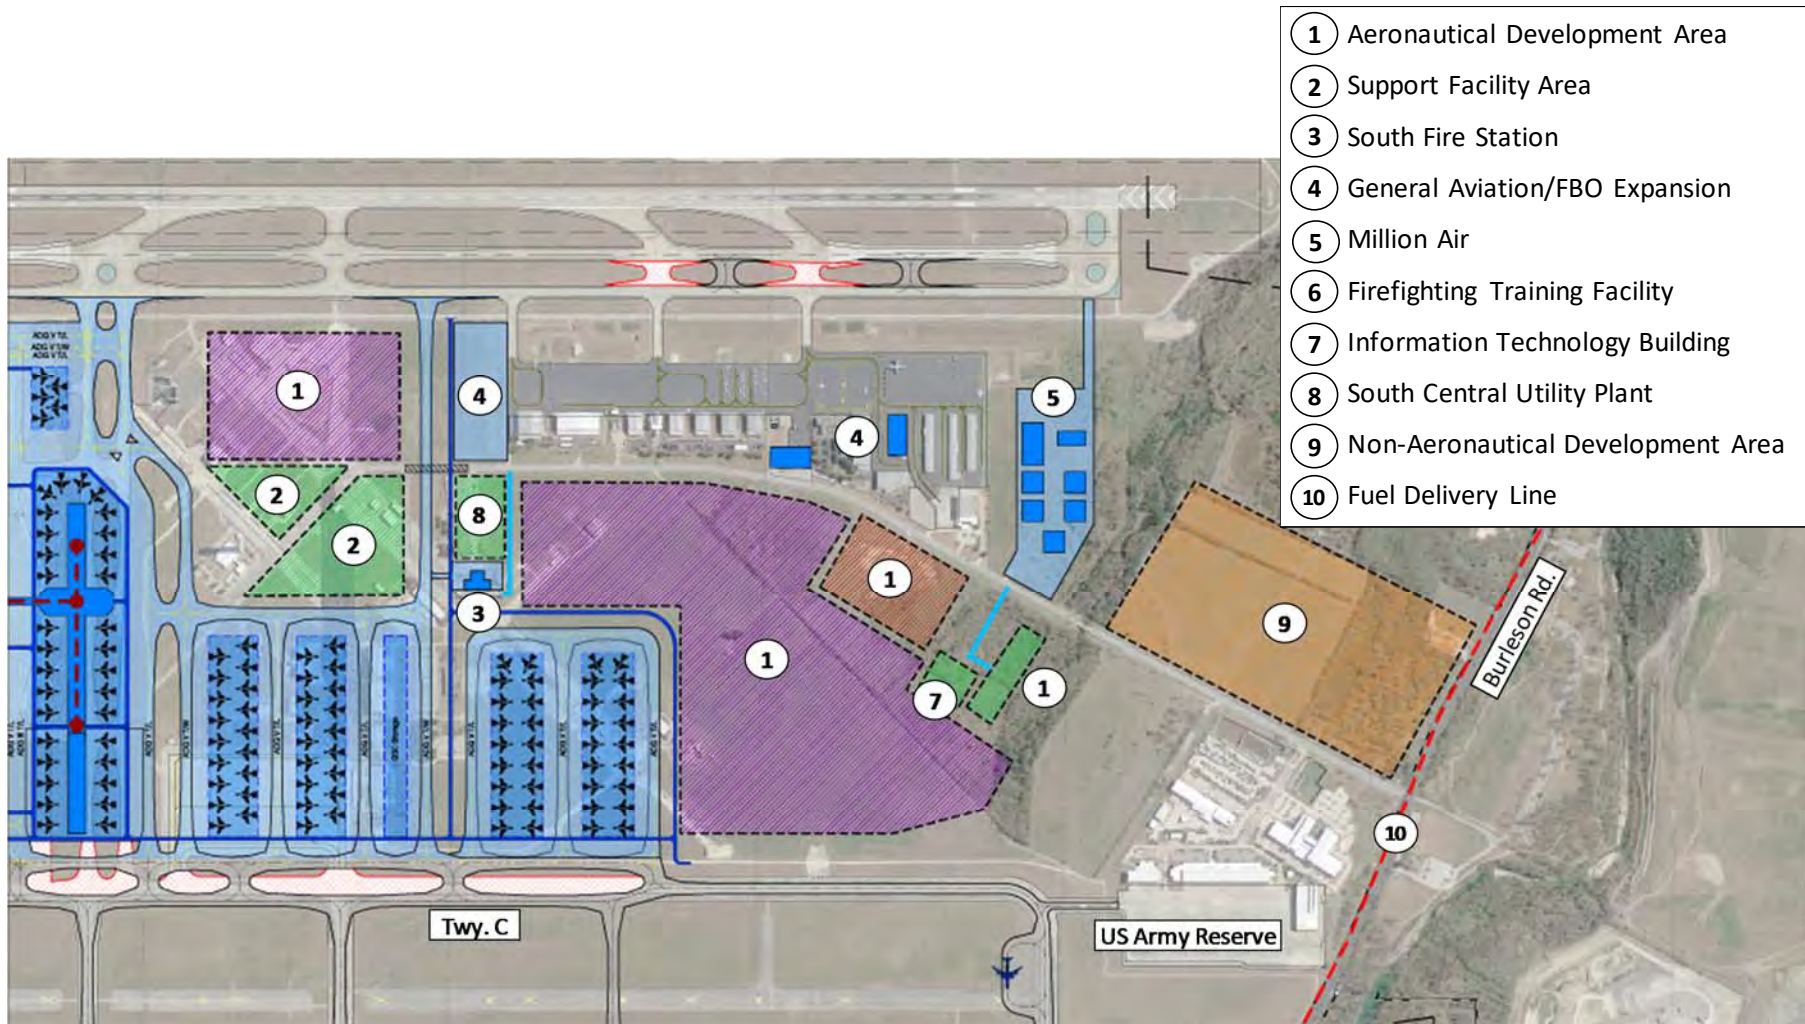 1 Aeronautical Development Area
2 Support Facility Area
3 South Fire Station
4 General Aviation/FBO Expansion
5 Million Air
6 Firefighting Training Facility
7 Information Technology Building
8 South Central Utility Plant
9 Non-Aeronautical Development Area
10 Fuel Delivery Line
ADG V T/L
ADG V T/W
ADG V T/L
1
4
5
4
2
8
2
1
3
9
1
7
1
Burleson Rd.
10
Twy. C
US Army Reserve